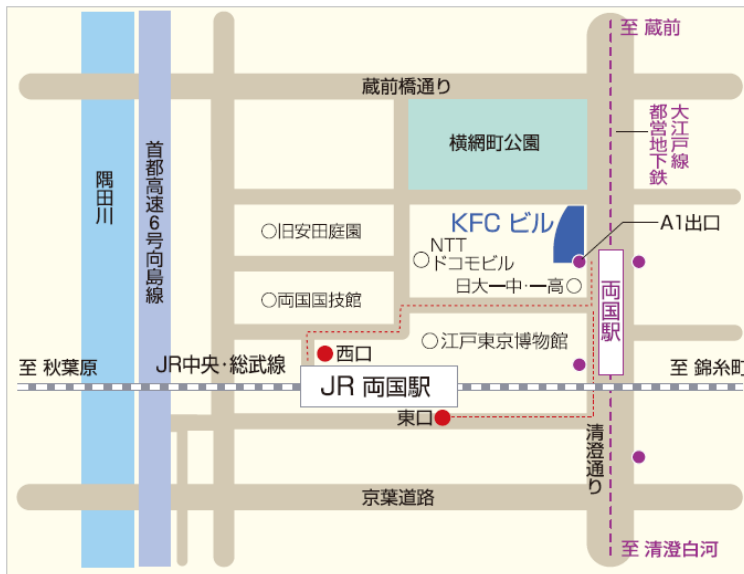 至 蔵前
蔵前橋通り
大江戸線
都営地下鉄
横網町公園
首都高速6号向島線
隅田川
KFC ビル
A1出口
旧安田庭園
NTT
ドコモビル
日大一中・一高
両国国技館
両国駅
江戸東京博物館
西口
至 秋葉原
JR中央・総武線
至 錦糸町
JR 両国駅
東口
清澄通り
京葉道路
至 清澄白河